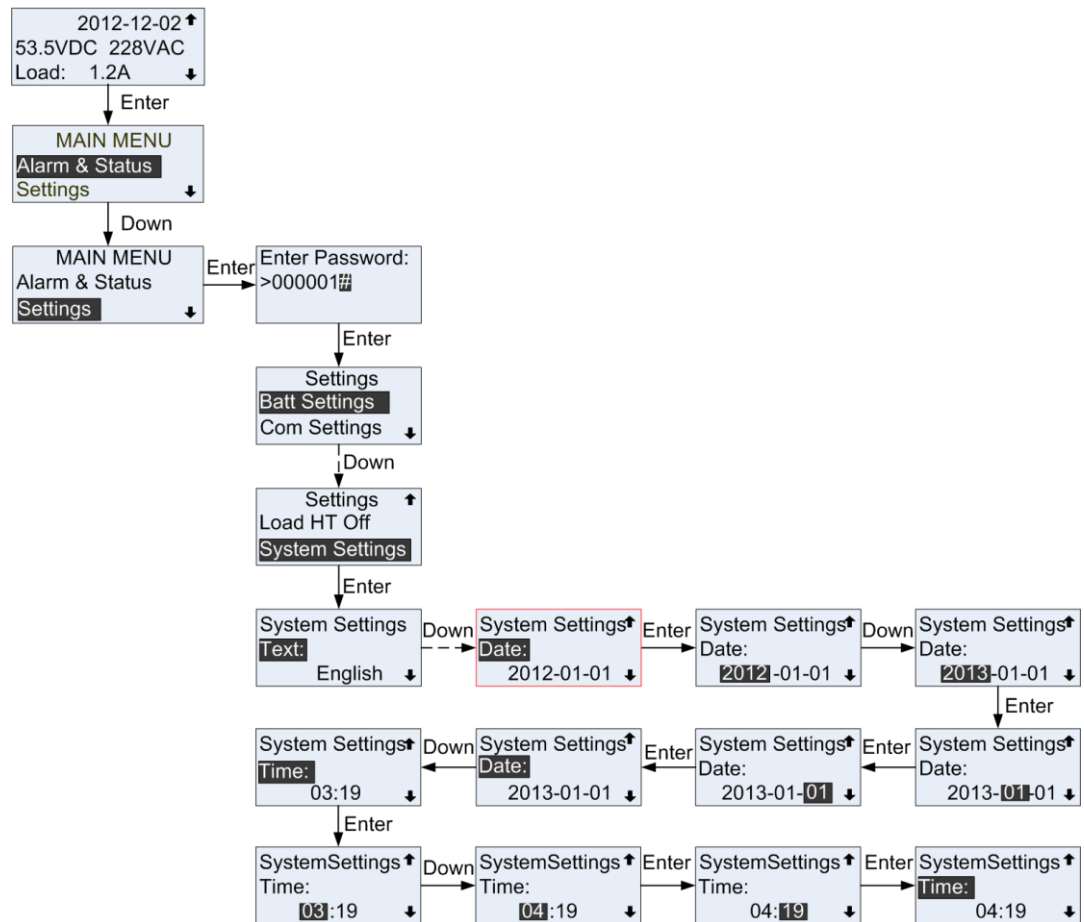 2012-12-02
53.5VDC 228VAC
Load: 1.2A
Enter
MAIN MENU
Alarm & Status
Settings
Down
MAIN MENU
Alarm & Status
Settings
Enter
Enter Password:
>000001#
Enter
Settings
Batt Settings
Com Settings
Down
Settings
Load HT Off
System Settings
Enter
System Settings
Text:
English
Down
System Settings
Date:
2012-01-01
Enter
System Settings
Date:
2012-01-01
Down
System Settings
Date:
2013-01-01
Enter
System Settings
Date:
2013-01-01
Enter
System Settings
Date:
2013-01-01
Enter
System Settings
Date:
2013-01-01
Down
System Settings
Time:
03:19
Enter
SystemSettings
Time:
03:19
Down
SystemSettings
Time:
04:19
Enter
SystemSettings
Time:
04:19
Enter
SystemSettings
Time:
04:19